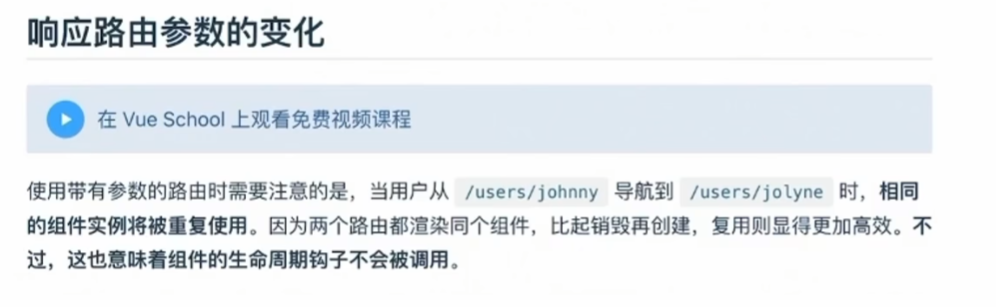 响应路由参数的变化
在 Vue School 上观看免费视频课程
使用带有参数的路由时需要注意的是，当用户从 /users/johnny 导航到 /users/jolyne 时，相同
的组件实例将被重复使用。因为两个路由都渲染同个组件，比起销毁再创建，复用则显得更加高效。不
过，这也意味着组件的生命周期钩子不会被调用。